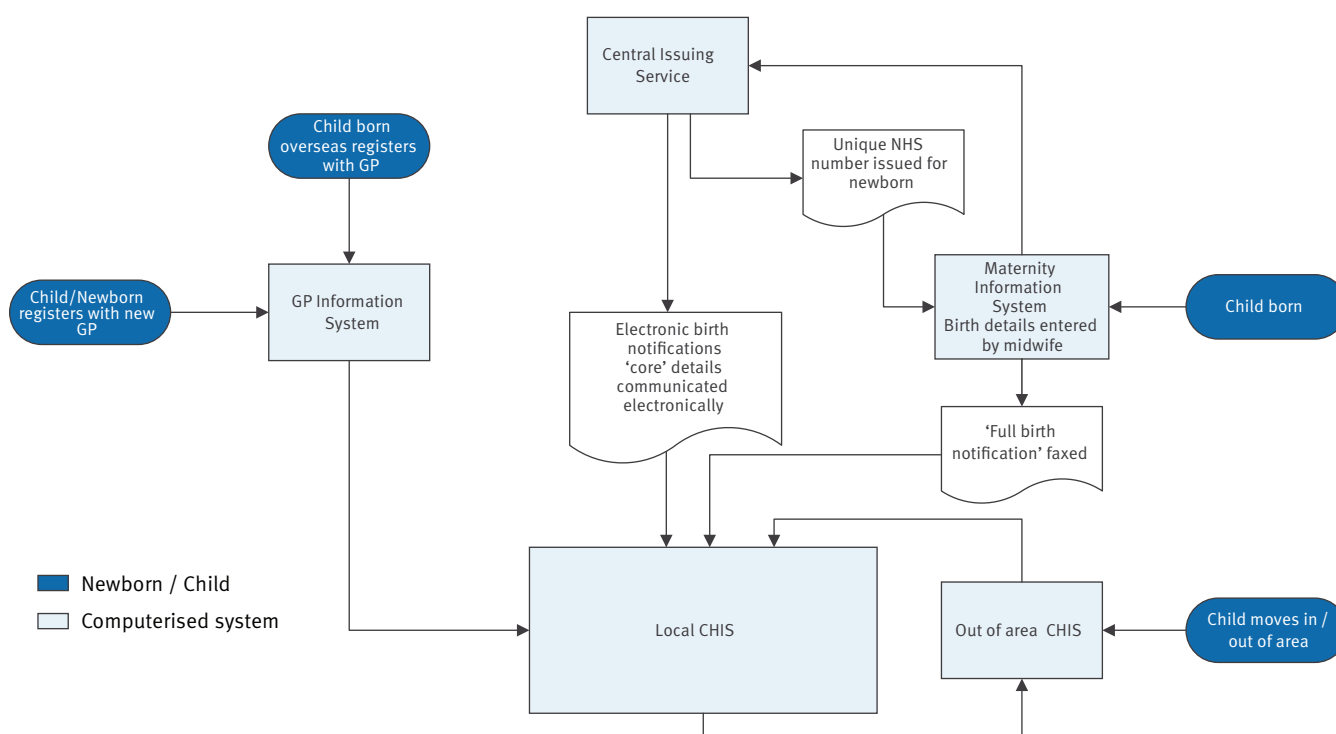 Central Issuing
Service
Child born
overseas registers
with GP
Unique NHS
number issued for
newborn
Child/Newborn
registers with new
GP
GP Information
System
Maternity
Information
System
Birth details entered
by midwife
Child born
Electronic birth
notifications
‘core’ details
communicated
electronically
‘Full birth
notification’ faxed
Newborn / Child
Computerised system
Local CHIS
Out of area CHIS
Child moves in /
out of area